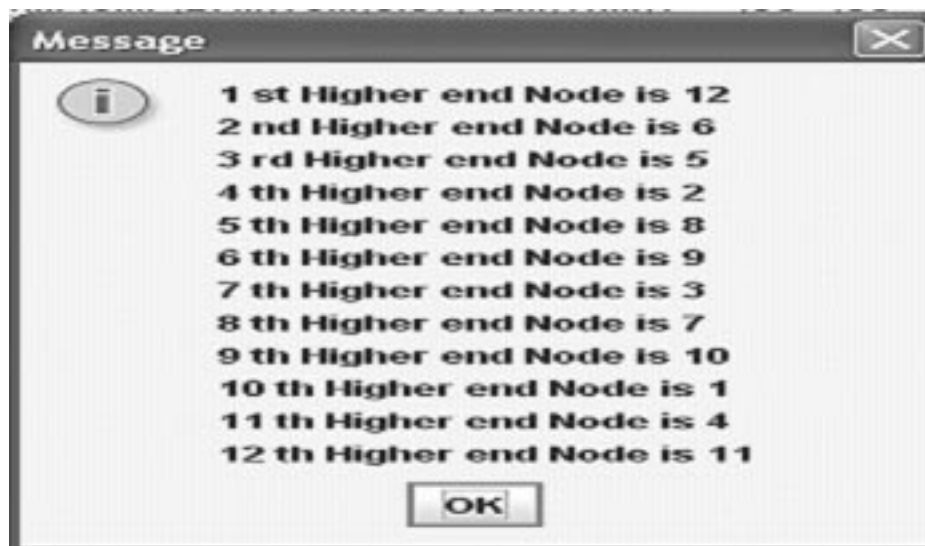 Message
1 st Higher end Node is 12
2 nd Higher end Node is 6
3 rd Higher end Node is 5
4 th Higher end Node is 2
5 th Higher end Node is 8
6 th Higher end Node is 9
7 th Higher end Node is 3
8 th Higher end Node is 7
9 th Higher end Node is 10
10 th Higher end Node is 1
11 th Higher end Node is 4
12 th Higher end Node is 11
OK